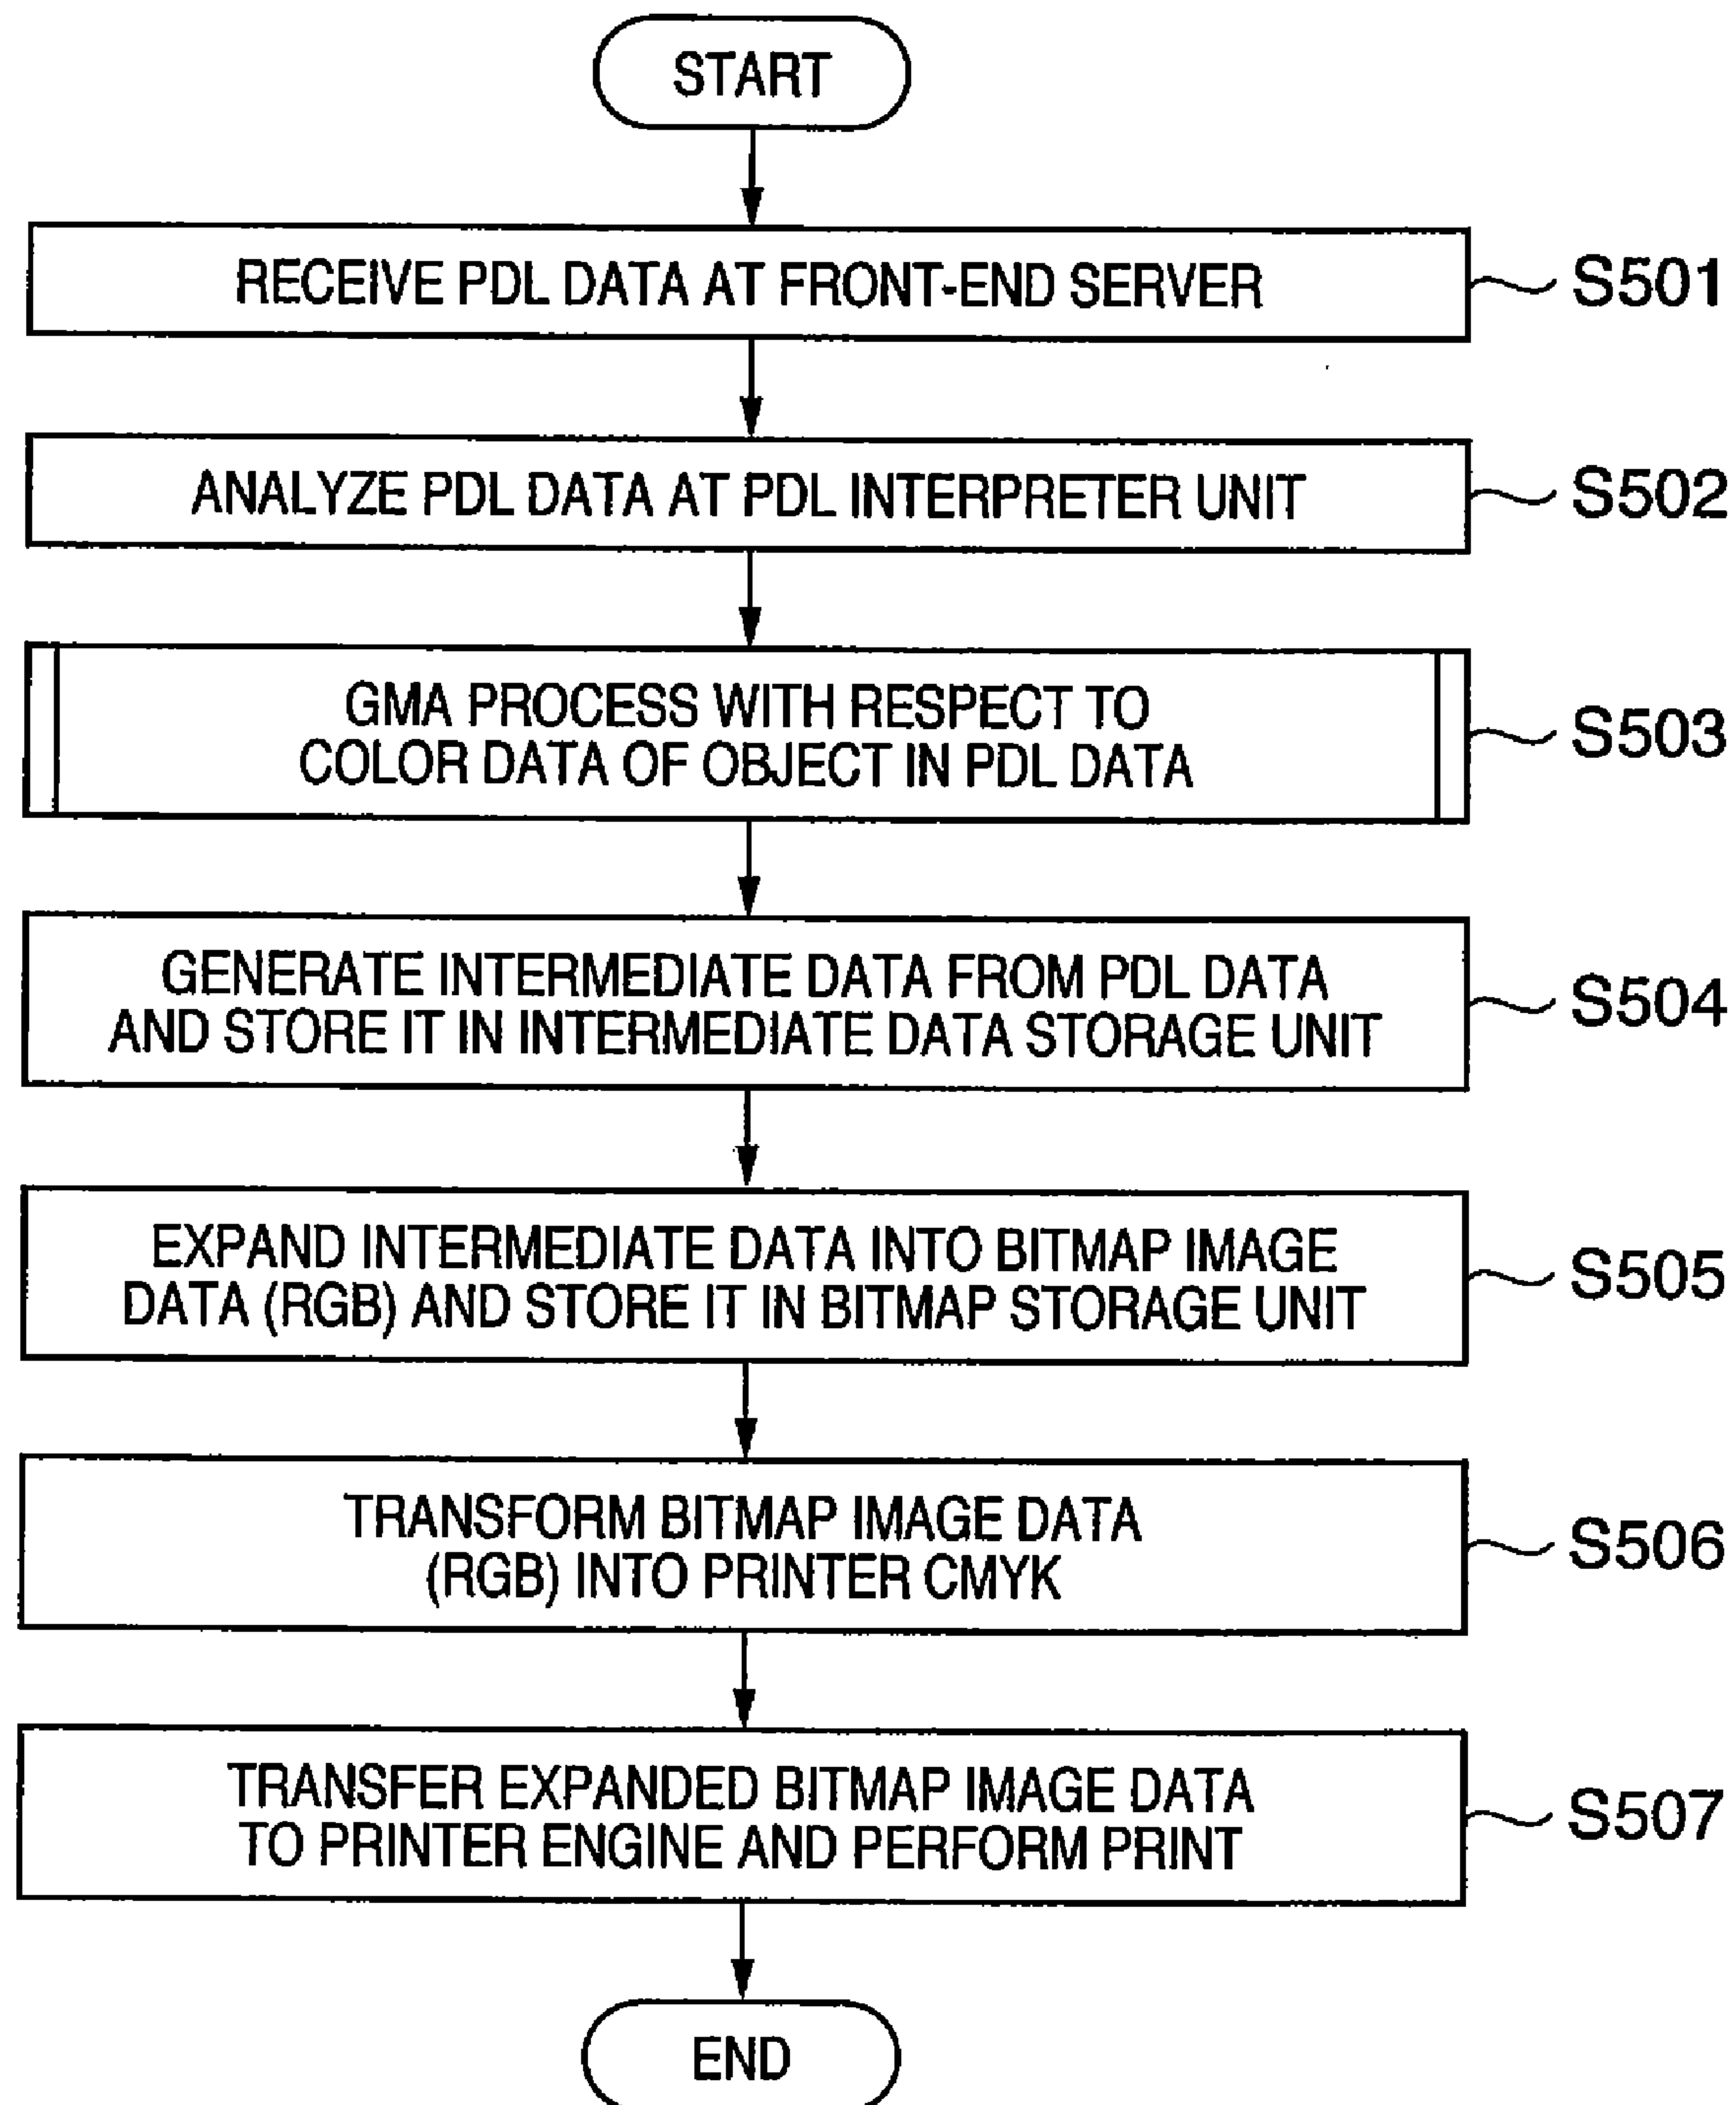 START
RECEIVE PDL DATA AT FRONT-END SERVER
S501
ANALYZE PDL DATA AT PDL INTERPRETER UNIT
S502
GMA PROCESS WITH RESPECT TO
COLOR DATA OF OBJECT IN PDL DATA
S503
GENERATE INTERMEDIATE DATA FROM PDL DATA
AND STORE IT IN INTERMEDIATE DATA STORAGE UNIT
S504
EXPAND INTERMEDIATE DATA INTO BITMAP IMAGE
DATA (RGB) AND STORE IT IN BITMAP STORAGE UNIT
S505
TRANSFORM BITMAP IMAGE DATA
(RGB) INTO PRINTER CMYK
S506
TRANSFER EXPANDED BITMAP IMAGE DATA
TO PRINTER ENGINE AND PERFORM PRINT
S507
END